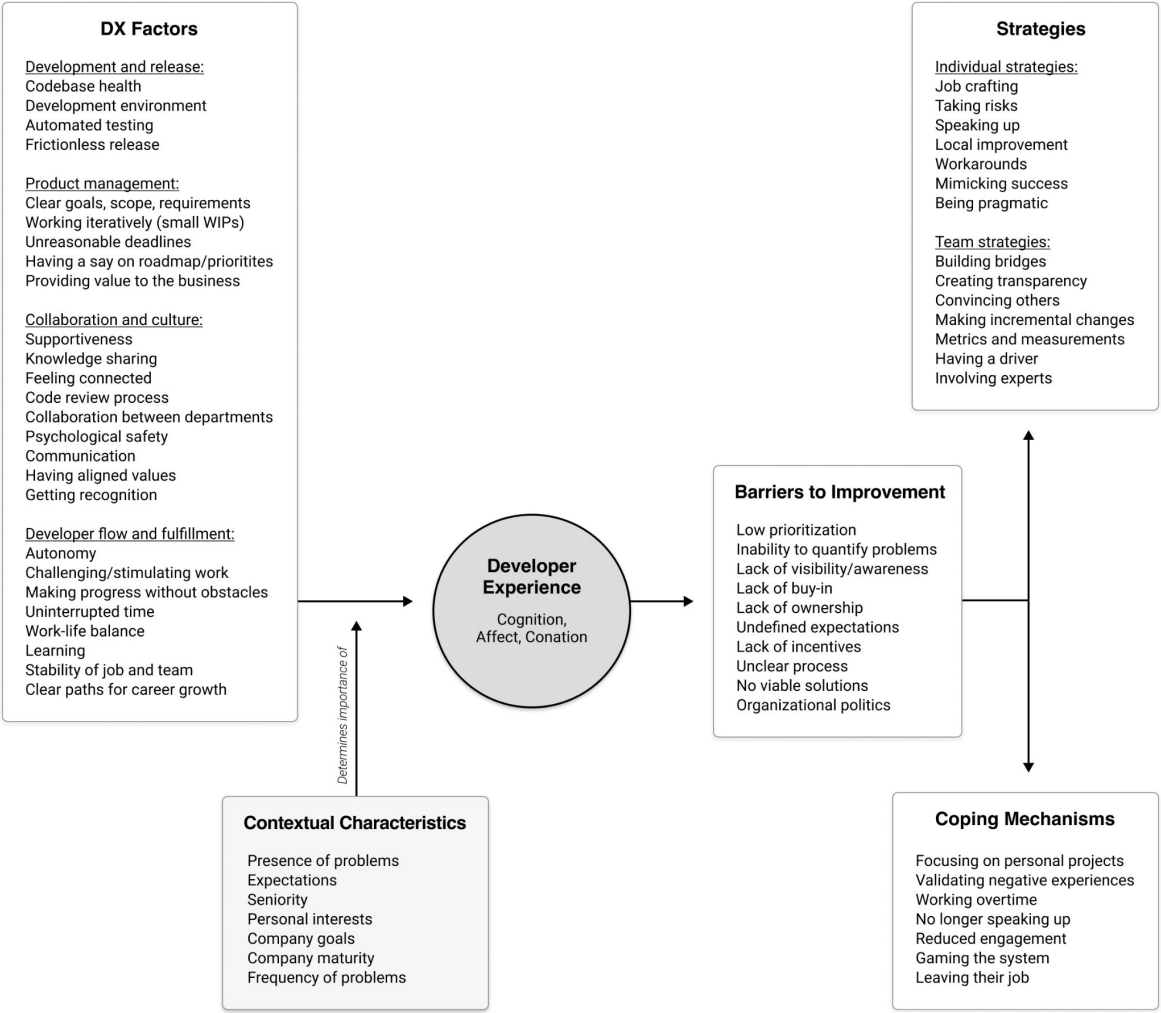 DX Factors
Development and release:
Codebase health
Development environment
Automated testing
Frictionless release
Product management:
Clear goals, scope, requirements
Working iteratively (small WIPs)
Unreasonable deadlines
Having a say on roadmap/prioritites
Providing value to the business
Collaboration and culture:
Supportiveness
Knowledge sharing
Feeling connected
Code review process
Collaboration between departments
Psychological safety
Communication
Having aligned values
Getting recognition
Developer flow and fulfillment:
Autonomy
Challenging/stimulating work
Making progress without obstacles
Uninterrupted time
Work-life balance
Learning
Stability of job and team
Clear paths for career growth
Determines importance of
Contextual Characteristics
Presence of problems
Expectations
Seniority
Personal interests
Company goals
Company maturity
Frequency of problems
Developer
Experience
Cognition,
Affect, Conation
Barriers to Improvement
Low prioritization
Inability to quantify problems
Lack of visibility/awareness
Lack of buy-in
Lack of ownership
Undefined expectations
Lack of incentives
Unclear process
No viable solutions
Organizational politics
Strategies
Individual strategies:
Job crafting
Taking risks
Speaking up
Local improvement
Workarounds
Mimicking success
Being pragmatic
Team strategies:
Building bridges
Creating transparency
Convincing others
Making incremental changes
Metrics and measurements
Having a driver
Involving experts
Coping Mechanisms
Focusing on personal projects
Validating negative experiences
Working overtime
No longer speaking up
Reduced engagement
Gaming the system
Leaving their job